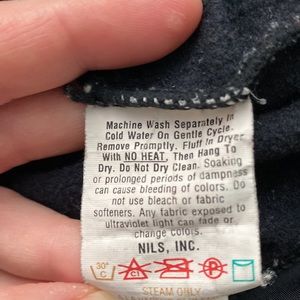 Machine Wash Separately In
Cold Water On Gentle Cycle.
Remove Promptly. Fluff In Dryer
With NO HEAT, Then Hang To
Dry. Do Not Dry Clean. Soaking
or prolonged periods of dampness
can cause bleeding of colors. Do
not use bleach or fabric
softeners. Any fabric exposed to
ultraviolet light can fade or
change colors.
NILS, INC.
30°
C Cl P
STEAM ONLY